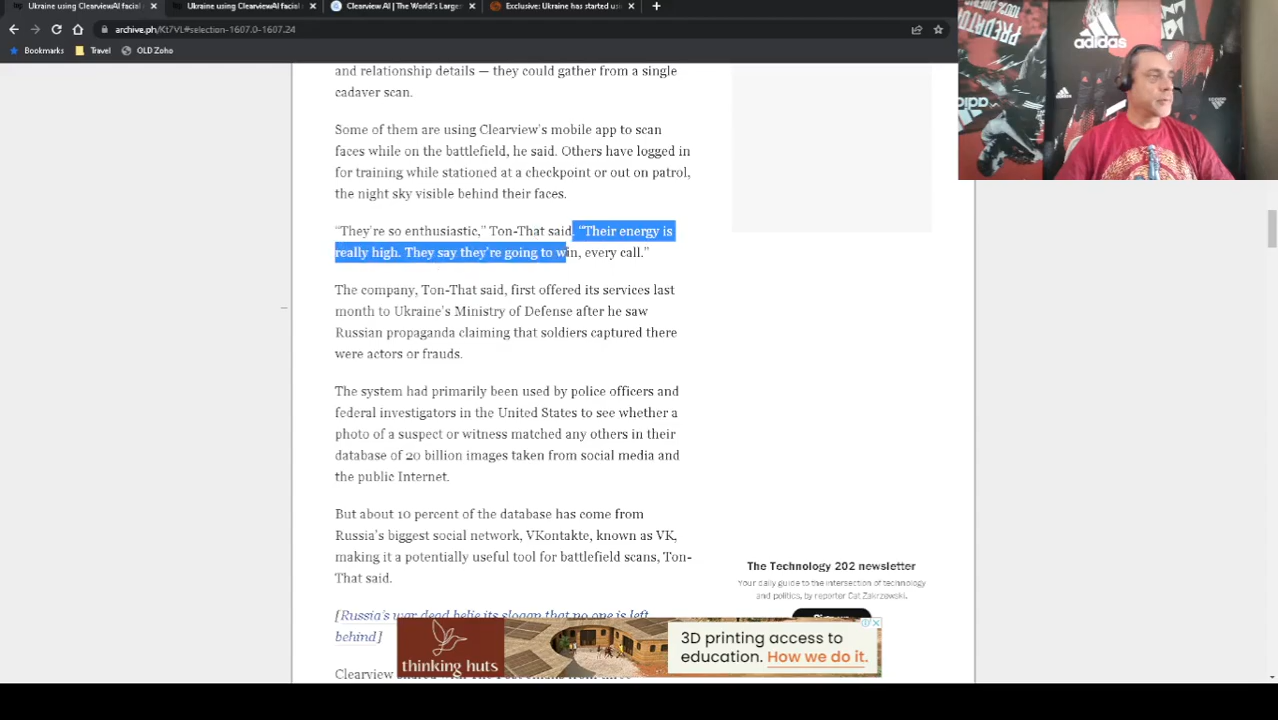 Ukraine using ClearviewAI facial
Ukraine using ClearviewAI facial
Clearview AI | The World's Larges
Exclusive: Ukraine has started us
archive.ph/Kt7VL#selection-1607.0-1607.24
Bookmarks
Travel
OLD Zoho
adidas
PREDATOR
and relationship details — they could gather from a single
cadaver scan.
Some of them are using Clearview's mobile app to scan
faces while on the battlefield, he said. Others have logged in
for training while stationed at a checkpoint or out on patrol,
the night sky visible behind their faces.
“They're so enthusiastic,” Ton-That said. “Their energy is
really high. They say they're going to win, every call.”
The company, Ton-That said, first offered its services last
month to Ukraine's Ministry of Defense after he saw
Russian propaganda claiming that soldiers captured there
were actors or frauds.
The system had primarily been used by police officers and
federal investigators in the United States to see whether a
photo of a suspect or witness matched any others in their
database of 20 billion images taken from social media and
the public Internet.
But about 10 percent of the database has come from
Russia's biggest social network, VKontakte, known as VK,
making it a potentially useful tool for battlefield scans, Ton-
That said.
[Russia's war dead belie its slogan that no one is left
behind]
The Technology 202 newsletter
Your daily guide to the intersection of technology
and politics, by reporter Cat Zakrzewski.
thinking huts
3D printing access to
education. How we do it.
Clearview